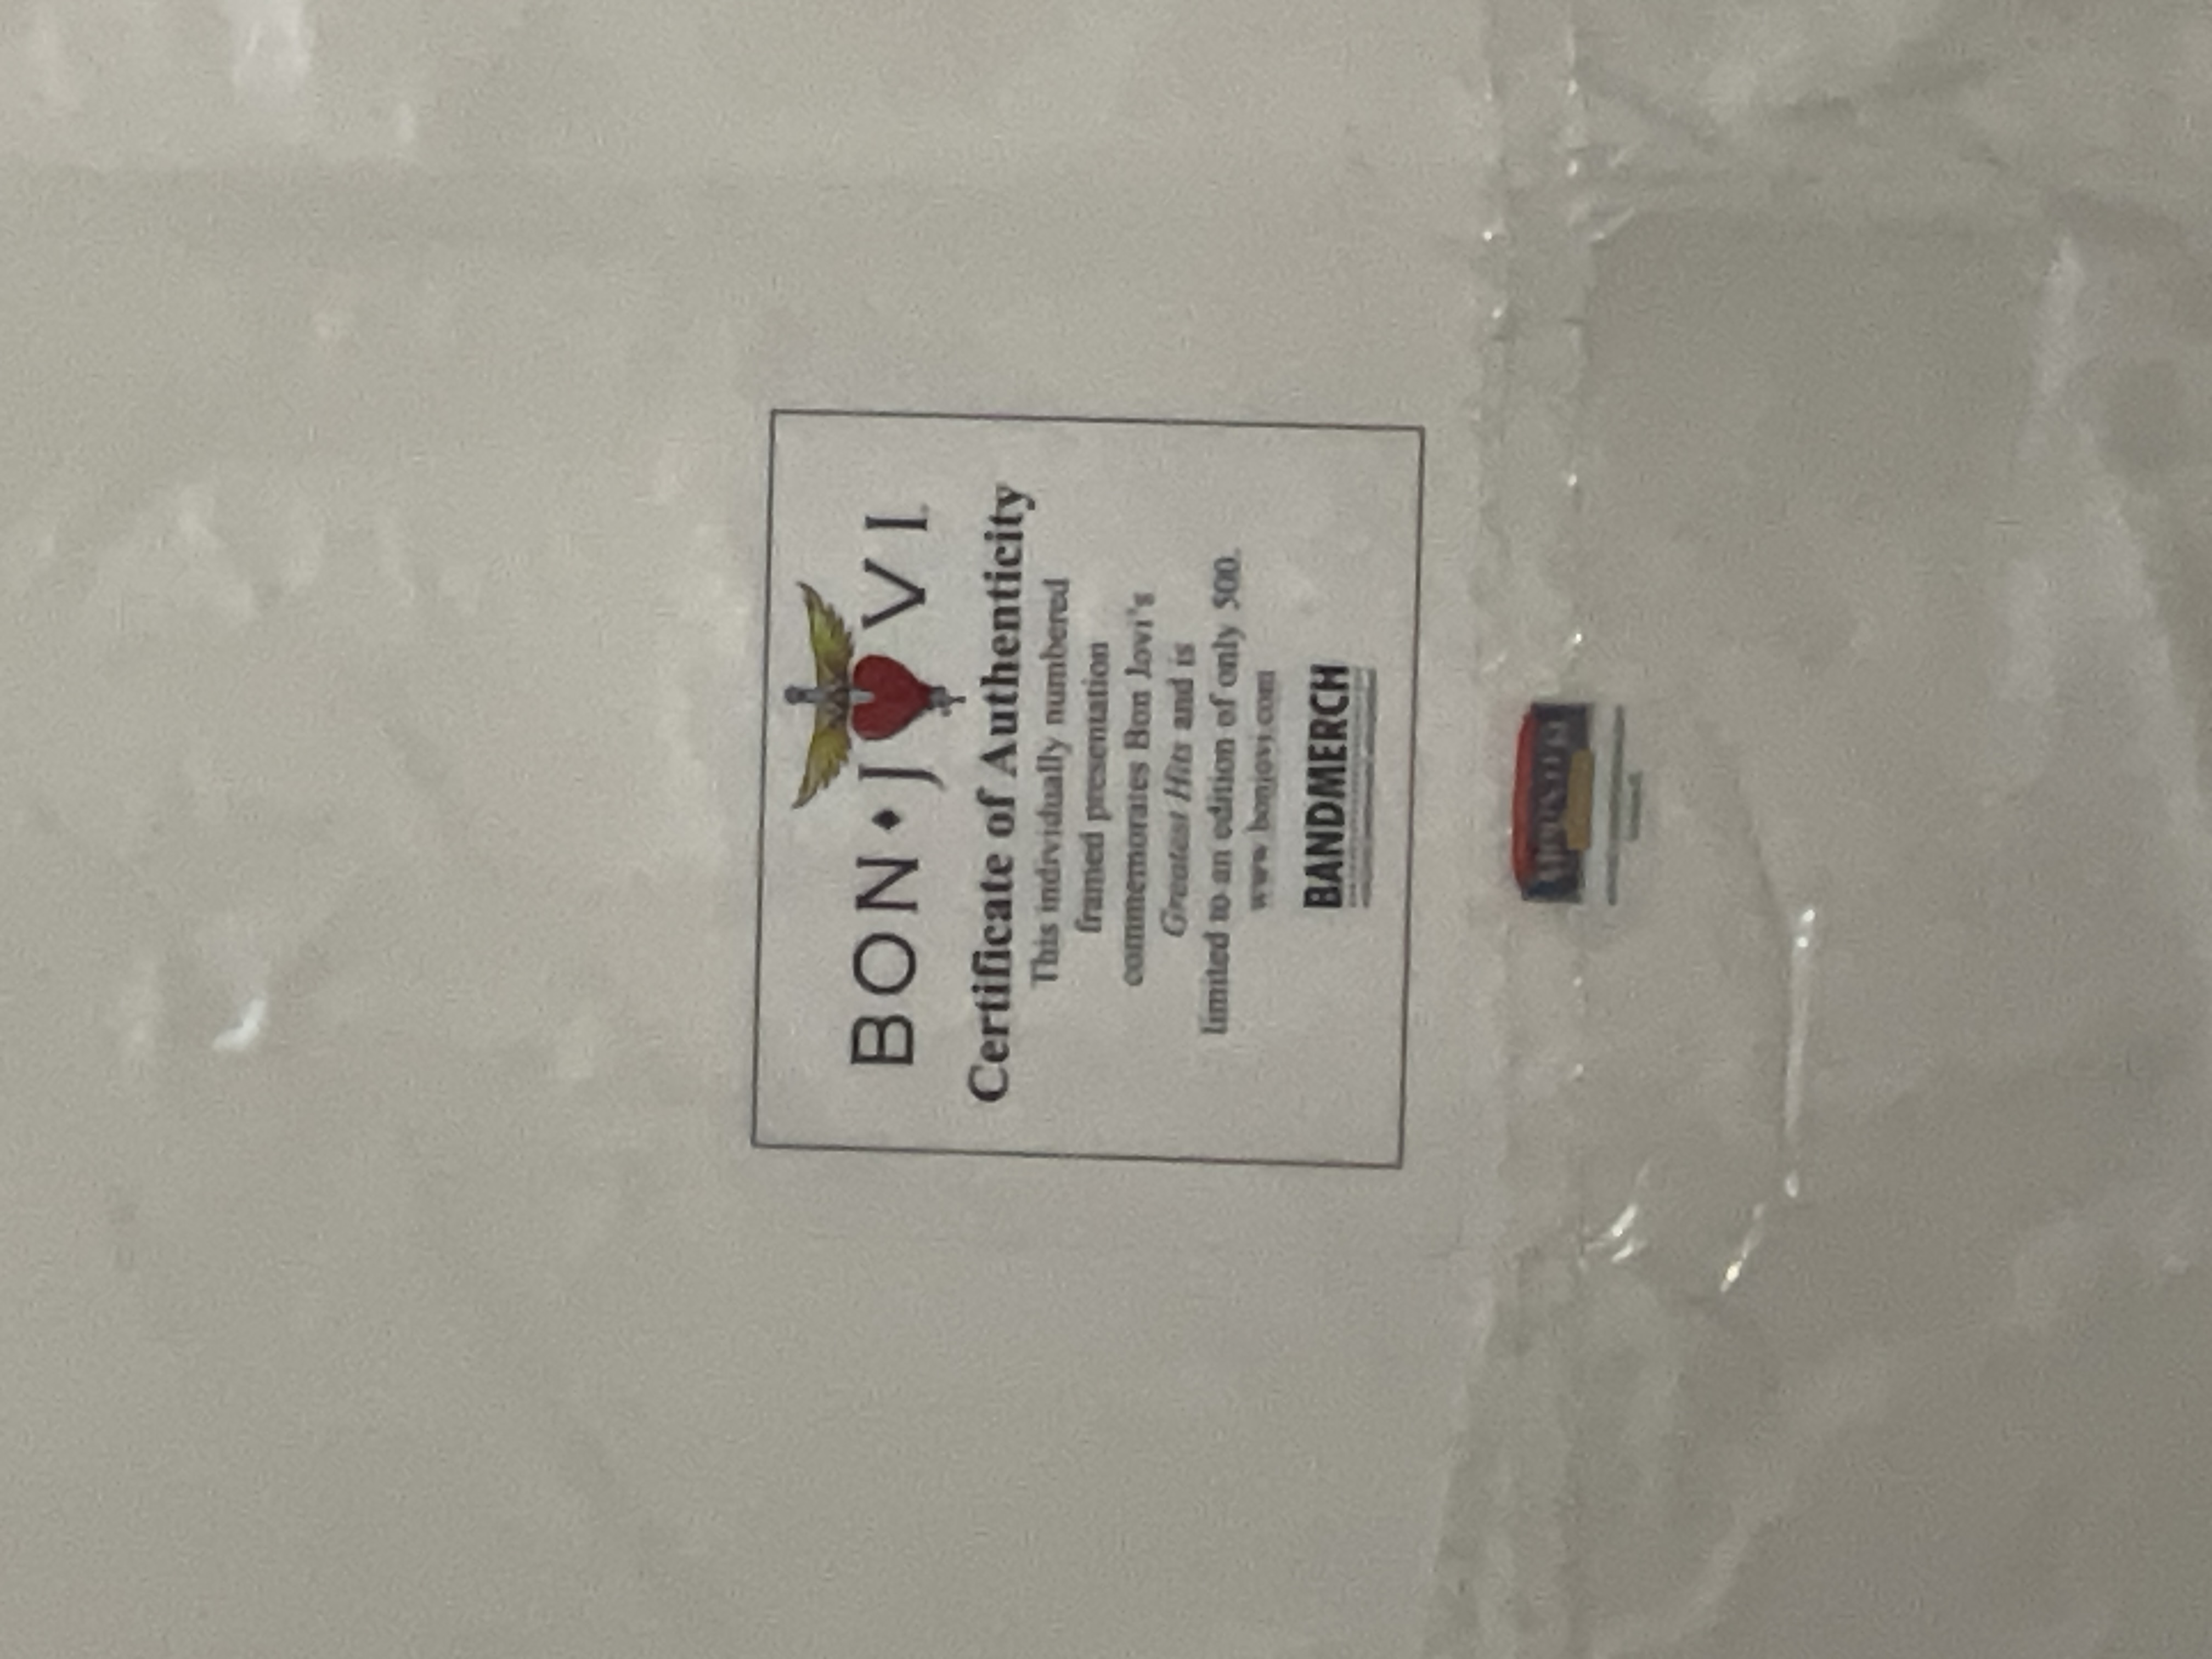 BON♦JOVI
Certificate of Authenticity
This individually numbered
framed presentation
commemorates Bon Jovi's
Greatest Hits and is
limited to an edition of only 500.
www.bonjovi.com
BANDMERCH